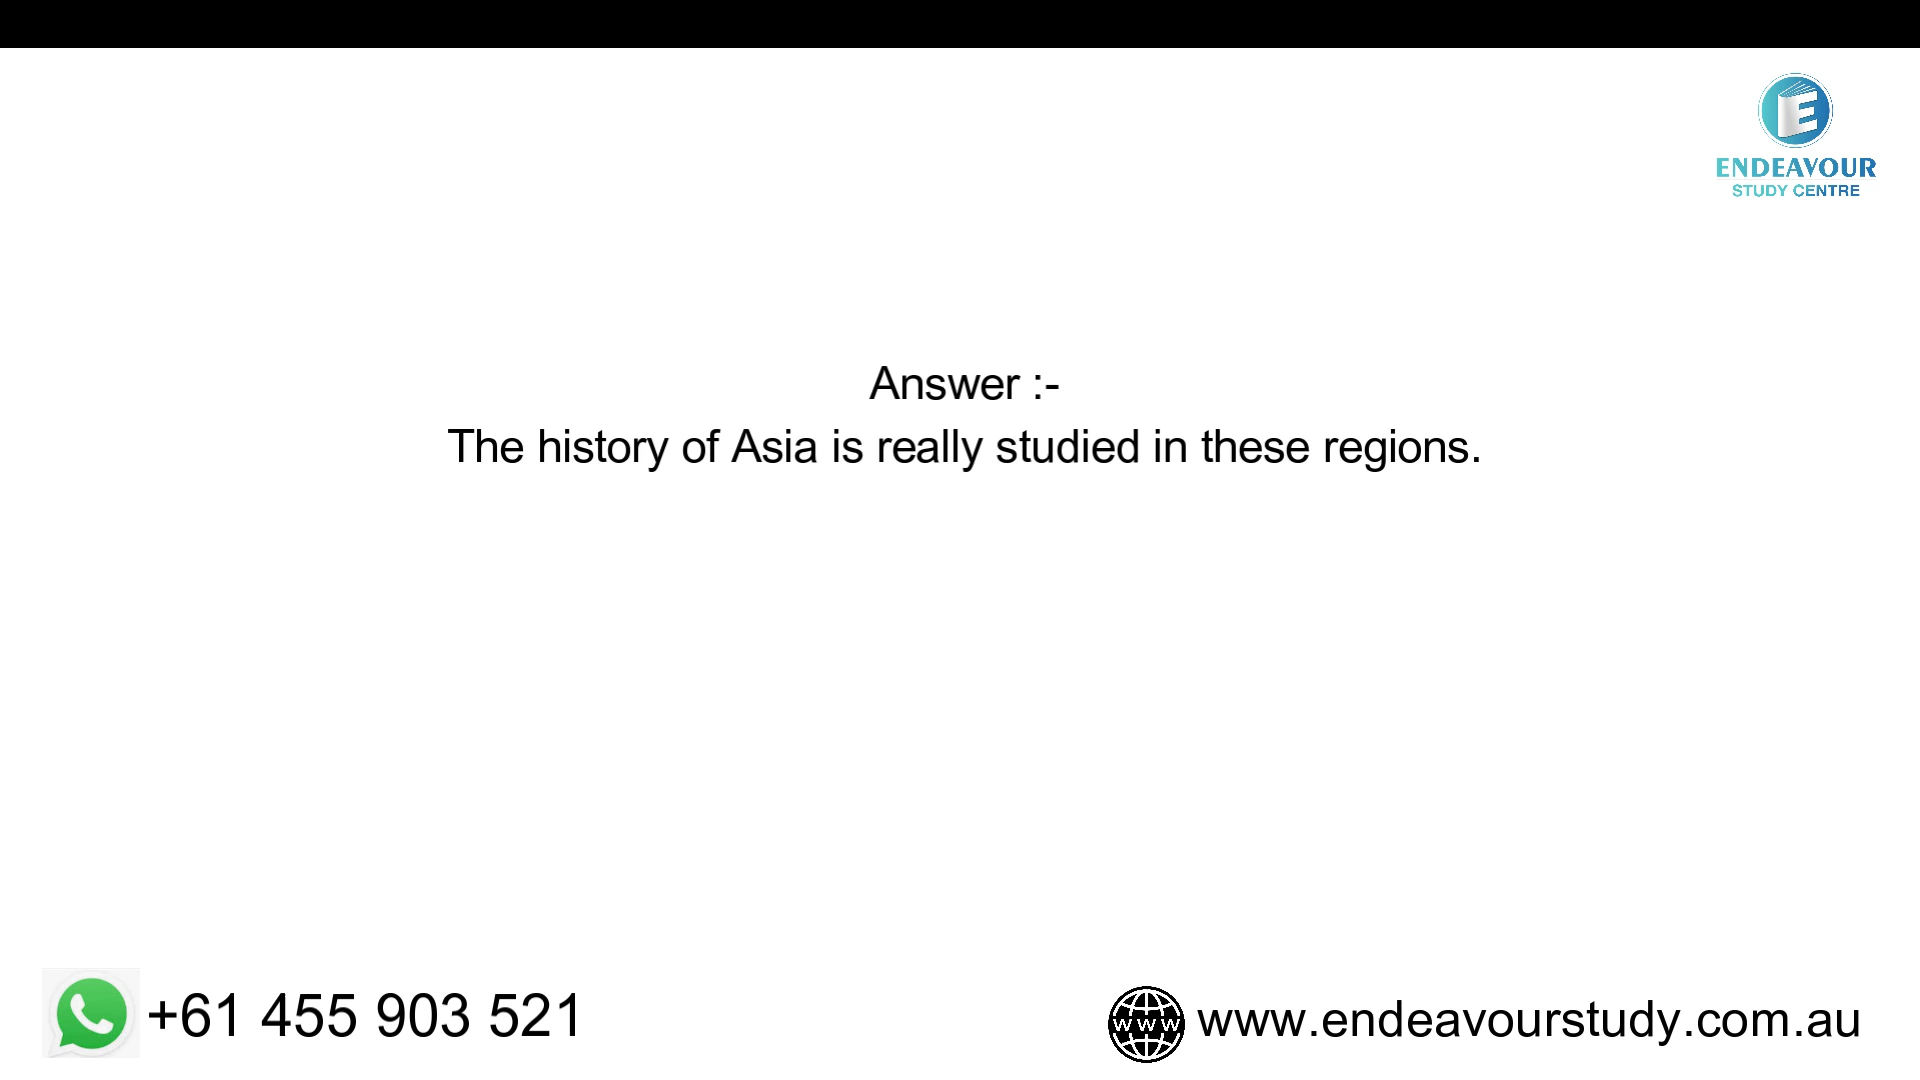 ENDEAVOUR
STUDY CENTRE
Answer :-
The history of Asia is really studied in these regions.
+61 455 903 521
www
www.endeavourstudy.com.au